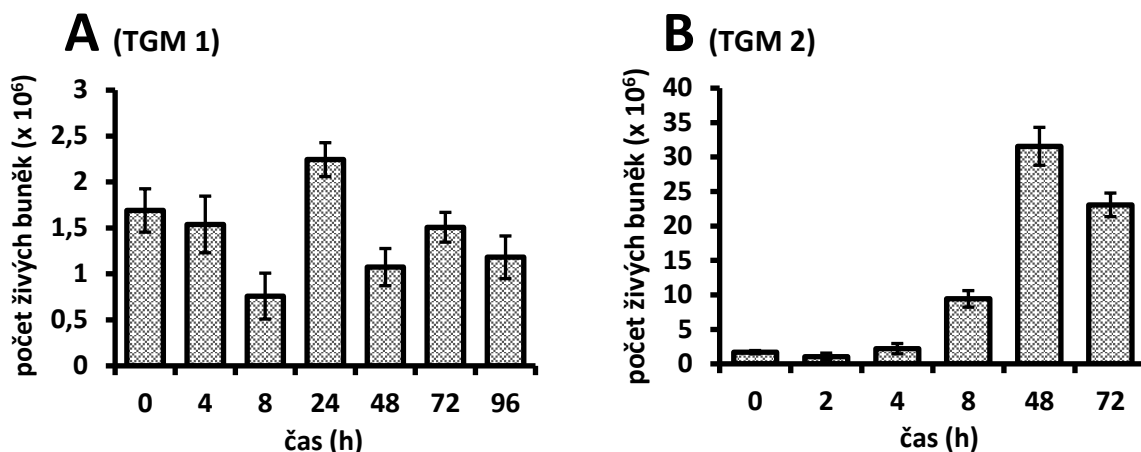 A (TGM 1)
počet živých buněk (x 10⁶)
3
2,5
2
1,5
1
0,5
0
0 4 8 24 48 72 96
čas (h)
B (TGM 2)
počet živých buněk (x 10⁶)
40
35
30
25
20
15
10
5
0
0 2 4 8 48 72
čas (h)